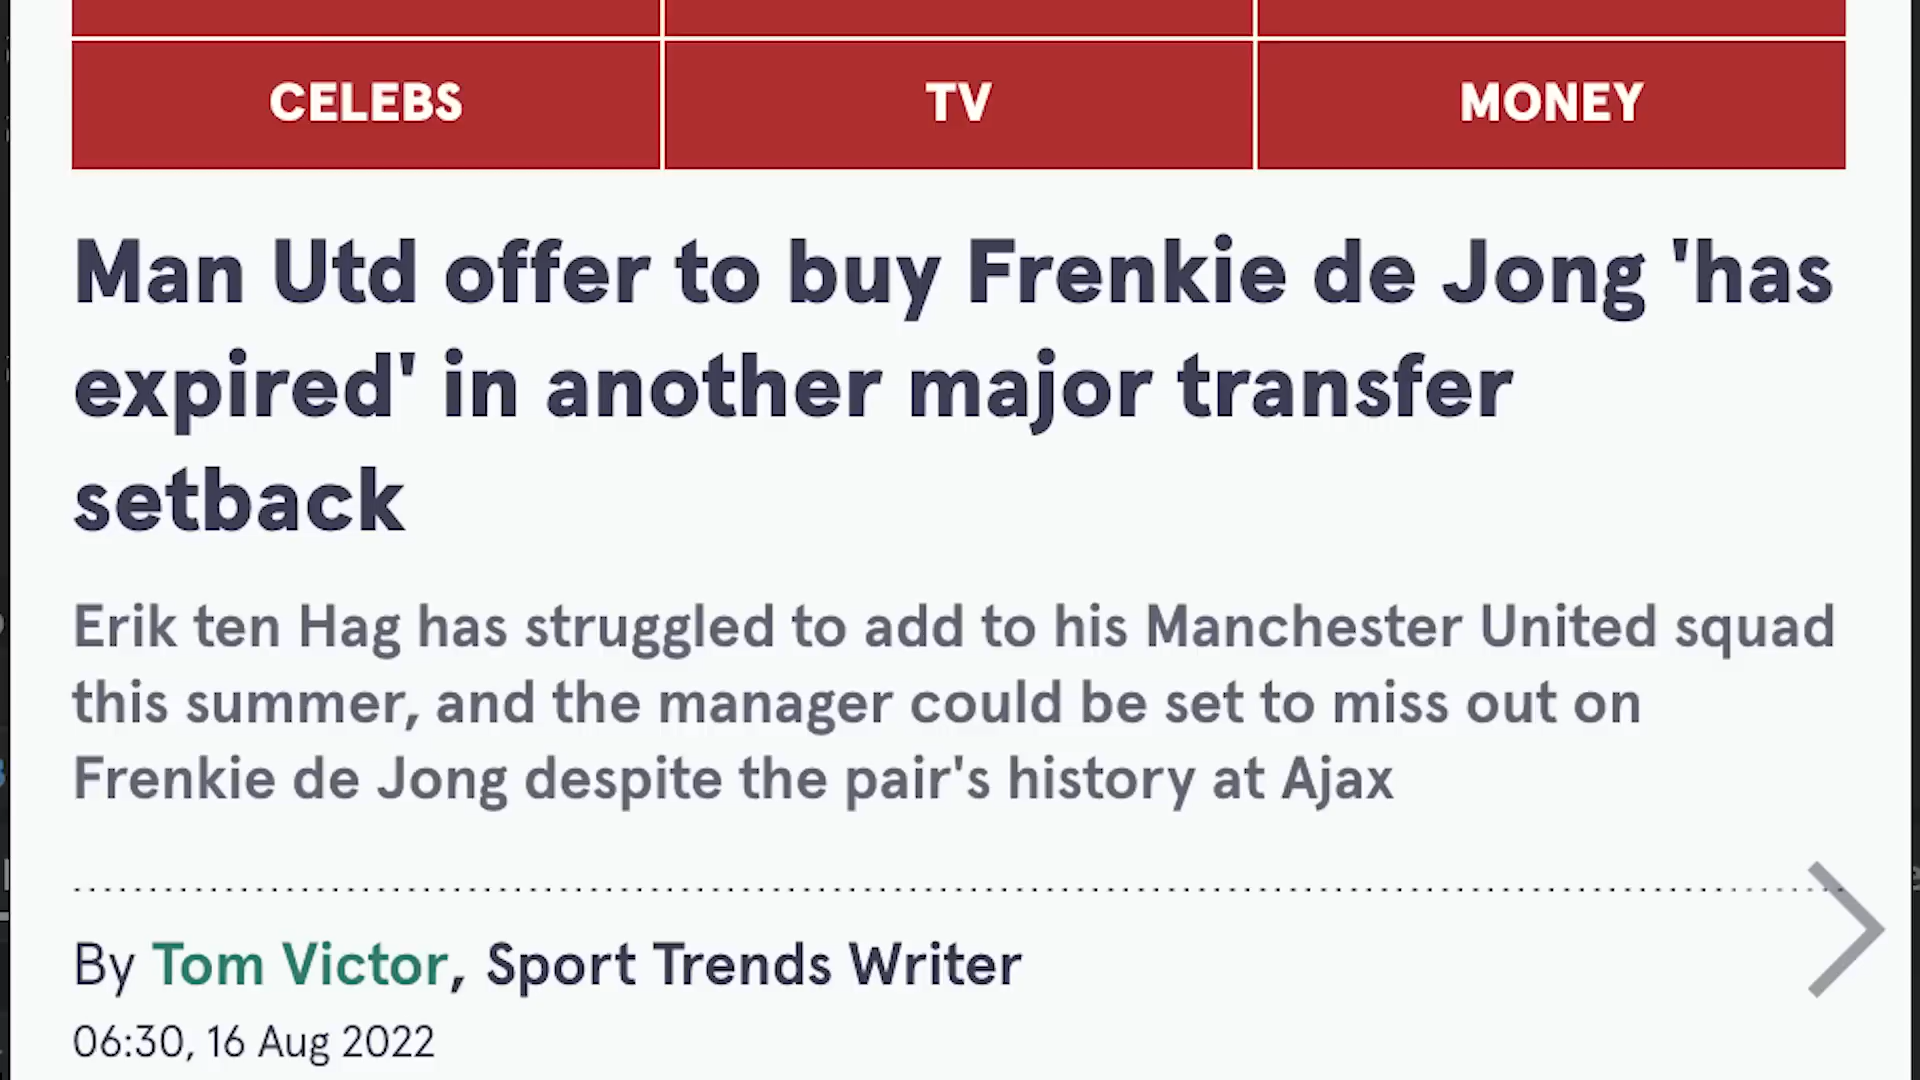 CELEBS TV MONEY
Man Utd offer to buy Frenkie de Jong 'has
expired' in another major transfer
setback
Erik ten Hag has struggled to add to his Manchester United squad
this summer, and the manager could be set to miss out on
Frenkie de Jong despite the pair's history at Ajax
By Tom Victor, Sport Trends Writer
06:30, 16 Aug 2022